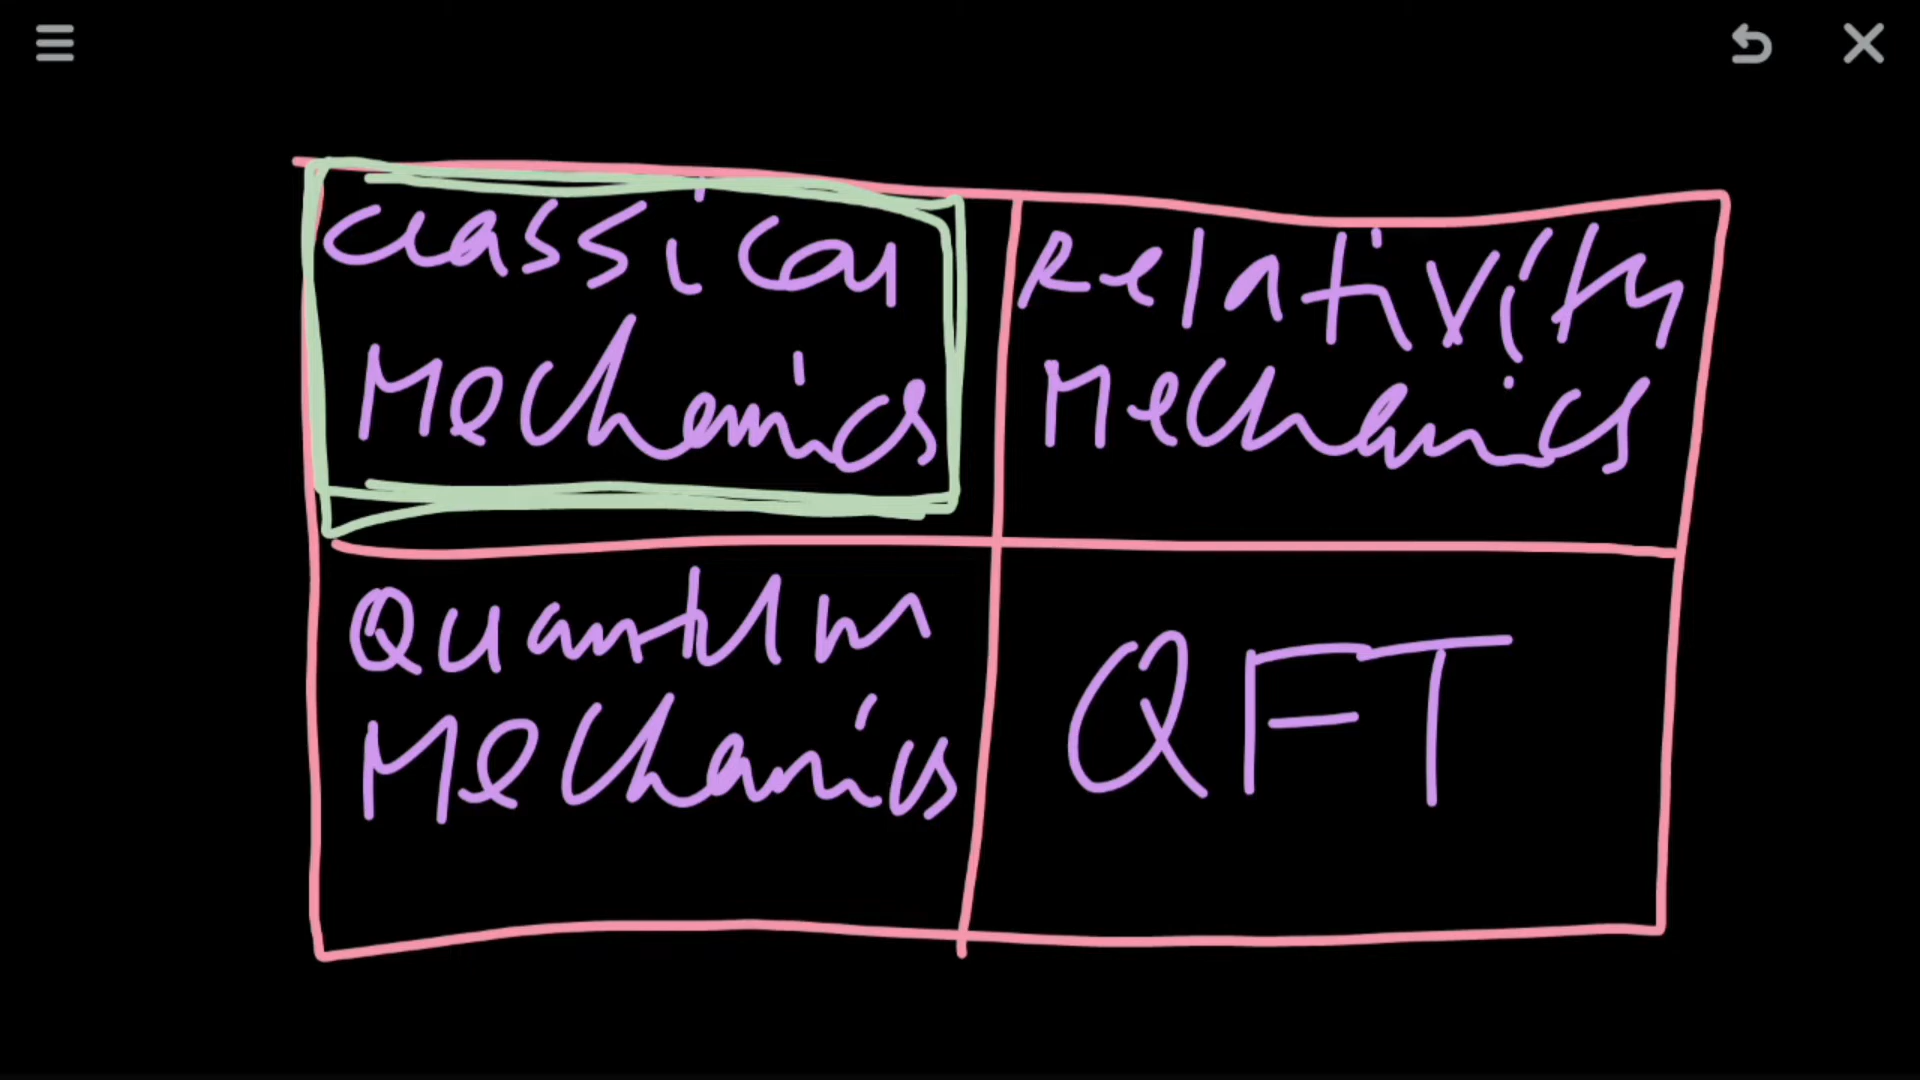 Classical
Mechanics
Relativity
Mechanics
Quantum
Mechanics
QFT